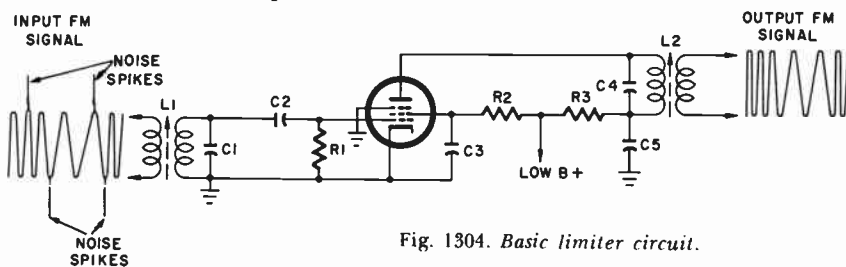 INPUT FM
SIGNAL
NOISE
SPIKES
L1
C1
C2
R1
C3
R2
R3
LOW B+
C4
C5
L2
OUTPUT FM
SIGNAL
NOISE
SPIKES
Fig. 1304. Basic limiter circuit.